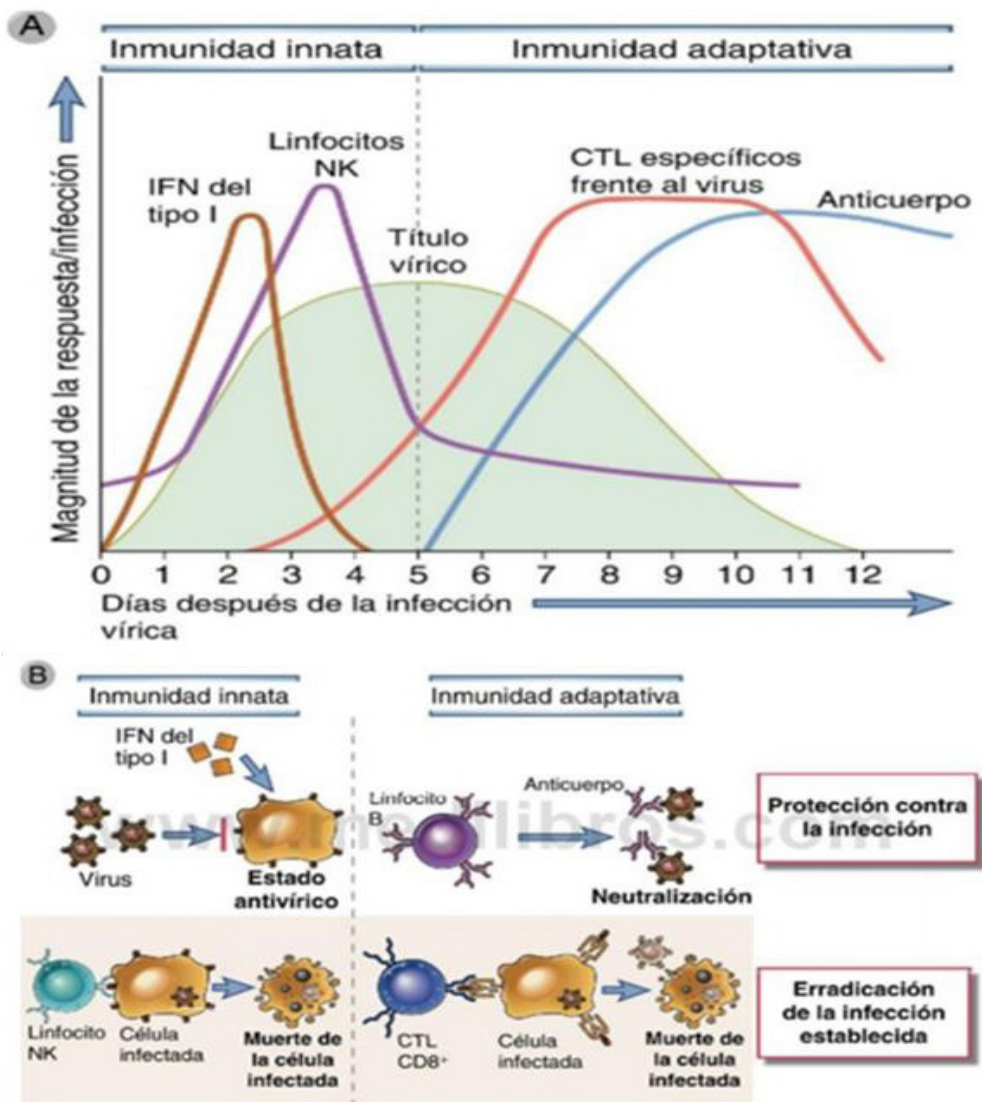 A
Inmunidad innata
Inmunidad adaptativa
Magnitud de la respuesta/infección
IFN del
tipo I
Linfocitos
NK
Título
vírico
CTL específicos
frente al virus
Anticuerpo
0 1 2 3 4 5 6 7 8 9 10 11 12
Días después de la infección
vírica
B
Inmunidad innata
Inmunidad adaptativa
IFN del
tipo I
Virus
Estado
antivírico
Linfocito
B
Anticuerpo
Neutralización
Protección contra
la infección
Linfocito
NK
Célula
infectada
Muerte de
la célula
infectada
CTL
CD8+
Célula
infectada
Muerte de
la célula
infectada
Erradicación
de la infección
establecida